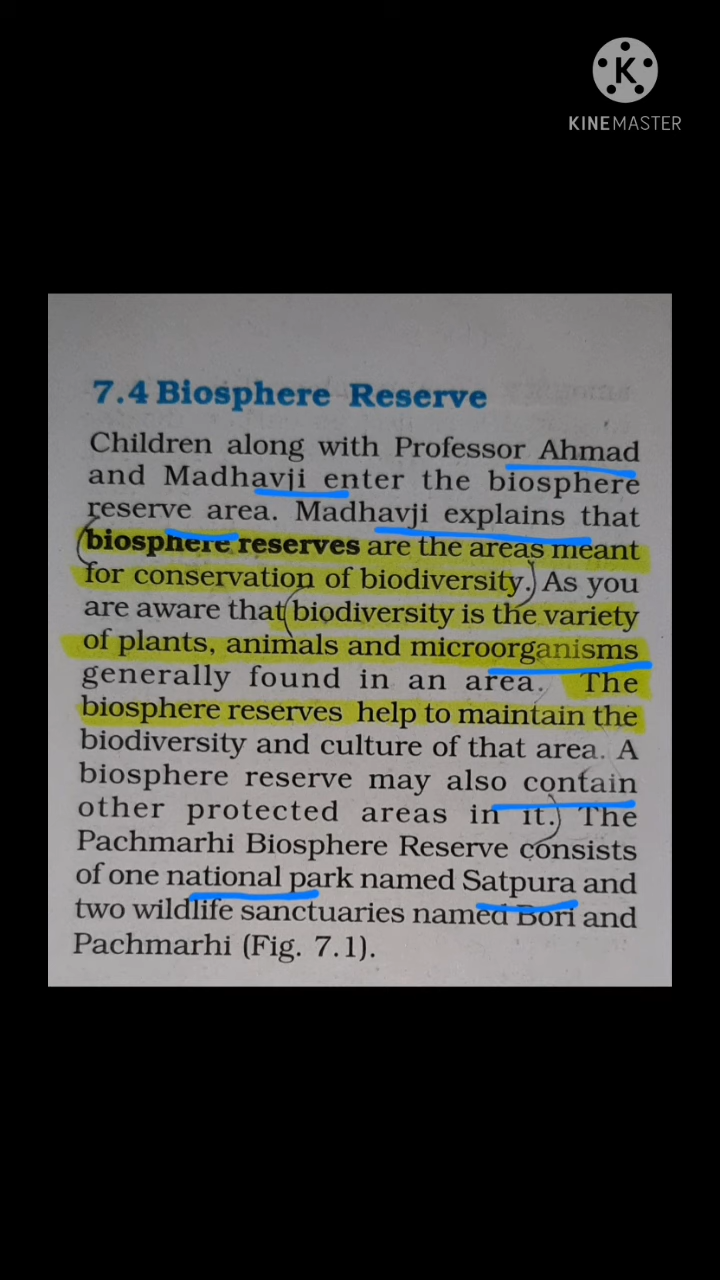 KINEMASTER
7.4 Biosphere Reserve
Children along with Professor Ahmad
and Madhavji enter the biosphere
reserve area. Madhavji explains that
biosphere reserves are the areas meant
for conservation of biodiversity. As you
are aware that biodiversity is the variety
of plants, animals and microorganisms
generally found in an area. The
biosphere reserves help to maintain the
biodiversity and culture of that area. A
biosphere reserve may also contain
other protected areas in it. The
Pachmarhi Biosphere Reserve consists
of one national park named Satpura and
two wildlife sanctuaries named Bori and
Pachmarhi (Fig. 7.1).